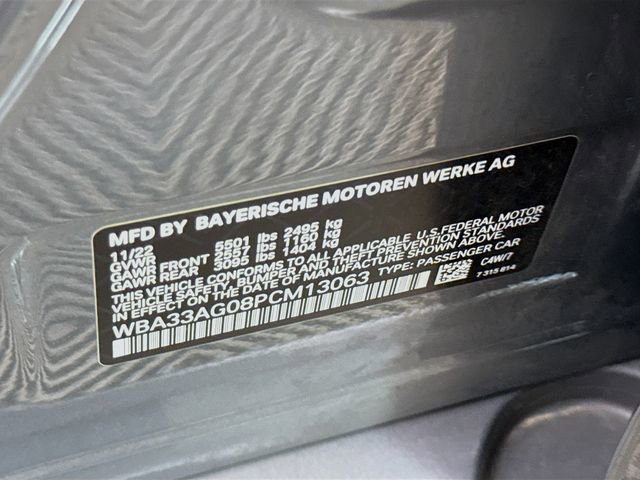 MFD BY BAYERISCHE MOTOREN WERKE AG
11/22
GVWR 5501 lbs 2495 kg
GAWR FRONT 2557 lbs 1160 kg
GAWR REAR 3095 lbs 1404 kg
THIS VEHICLE CONFORMS TO ALL APPLICABLE U.S. FEDERAL MOTOR
VEHICLE SAFETY, BUMPER AND THEFT PREVENTION STANDARDS
IN EFFECT ON THE DATE OF MANUFACTURE SHOWN ABOVE.
WBA33AG08PCM13063 TYPE: PASSENGER CAR
C4W/7
7 315 614